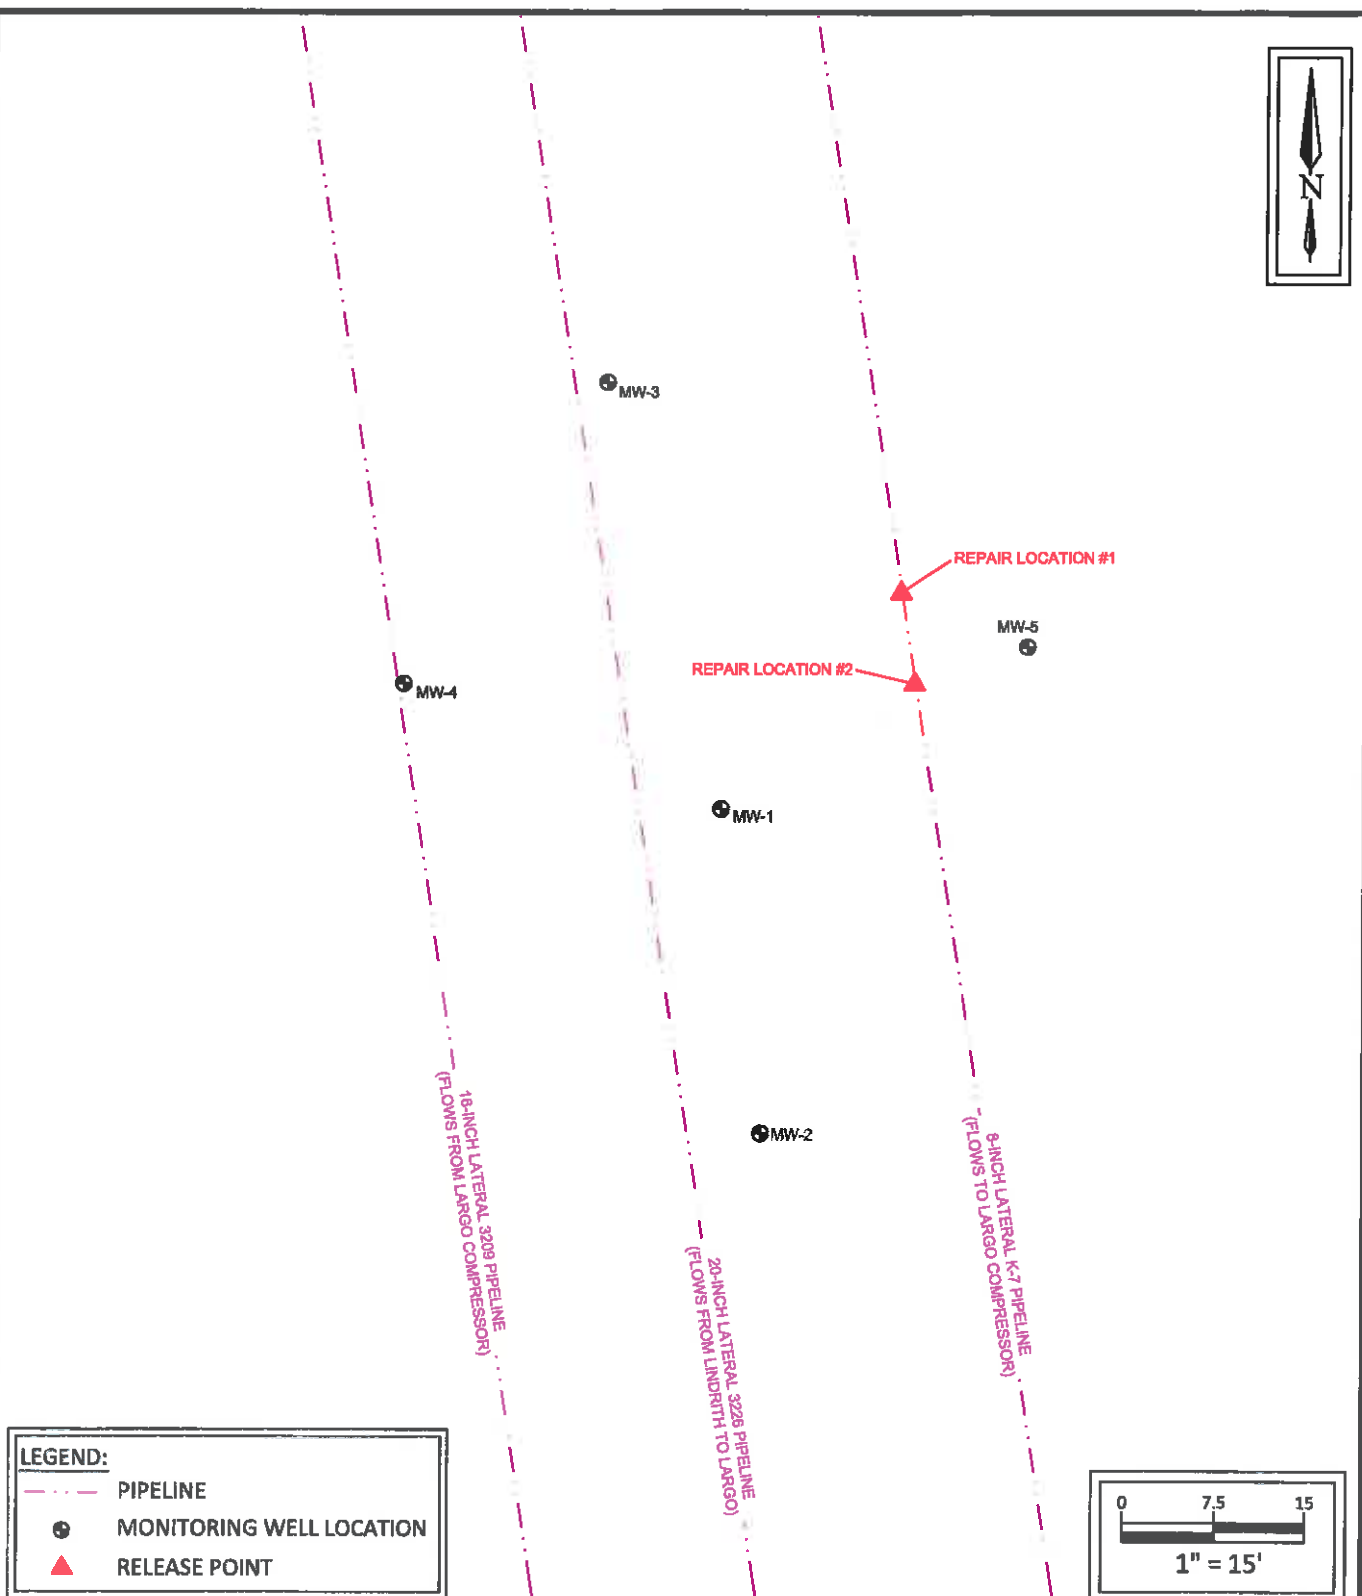 N
MW-3
REPAIR LOCATION #1
MW-5
REPAIR LOCATION #2
MW-4
MW-1
MW-2
16-INCH LATERAL 3209 PIPELINE
(FLOWS FROM LARGO COMPRESSOR)
20-INCH LATERAL 3226 PIPELINE
(FLOWS FROM LINDRITH TO LARGO)
8-INCH LATERAL K-7 PIPELINE
(FLOWS TO LARGO COMPRESSOR)
LEGEND:
PIPELINE
MONITORING WELL LOCATION
RELEASE POINT
0 7.5 15
1" = 15'